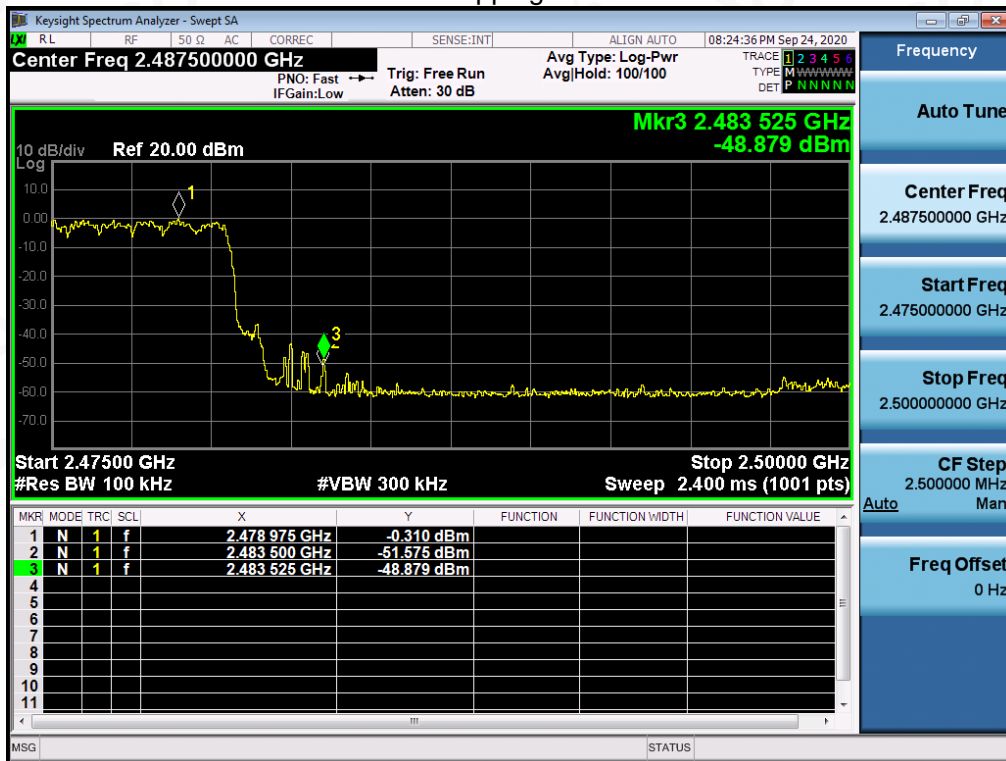 Keysight Spectrum Analyzer - Swept SA
LXI RL RF 50 Ω AC CORREC SENSE:INT ALIGN AUTO 08:24:36 PM Sep 24, 2020
Center Freq 2.487500000 GHz
PNO: Fast
IFGain:Low
Trig: Free Run
Atten: 30 dB
Avg Type: Log-Pwr
Avg|Hold: 100/100
TRACE 1 2 3 4 5 6
TYPE M WWWWW
DET P N N N N N
Mkr3 2.483 525 GHz
-48.879 dBm
10 dB/div Ref 20.00 dBm
Log
10.0
0.00
-10.0
-20.0
-30.0
-40.0
-50.0
-60.0
-70.0
1
3
2
Start 2.47500 GHz Stop 2.50000 GHz
#Res BW 100 kHz #VBW 300 kHz Sweep 2.400 ms (1001 pts)
MKR MODE TRC SCL X Y FUNCTION FUNCTION WIDTH FUNCTION VALUE
1 N 1 f 2.478 975 GHz -0.310 dBm
2 N 1 f 2.483 500 GHz -51.575 dBm
3 N 1 f 2.483 525 GHz -48.879 dBm
4
5
6
7
8
9
10
11
MSG STATUS
Frequency
Auto Tune
Center Freq
2.487500000 GHz
Start Freq
2.475000000 GHz
Stop Freq
2.500000000 GHz
CF Step
2.500000 MHz
Auto Man
Freq Offset
0 Hz